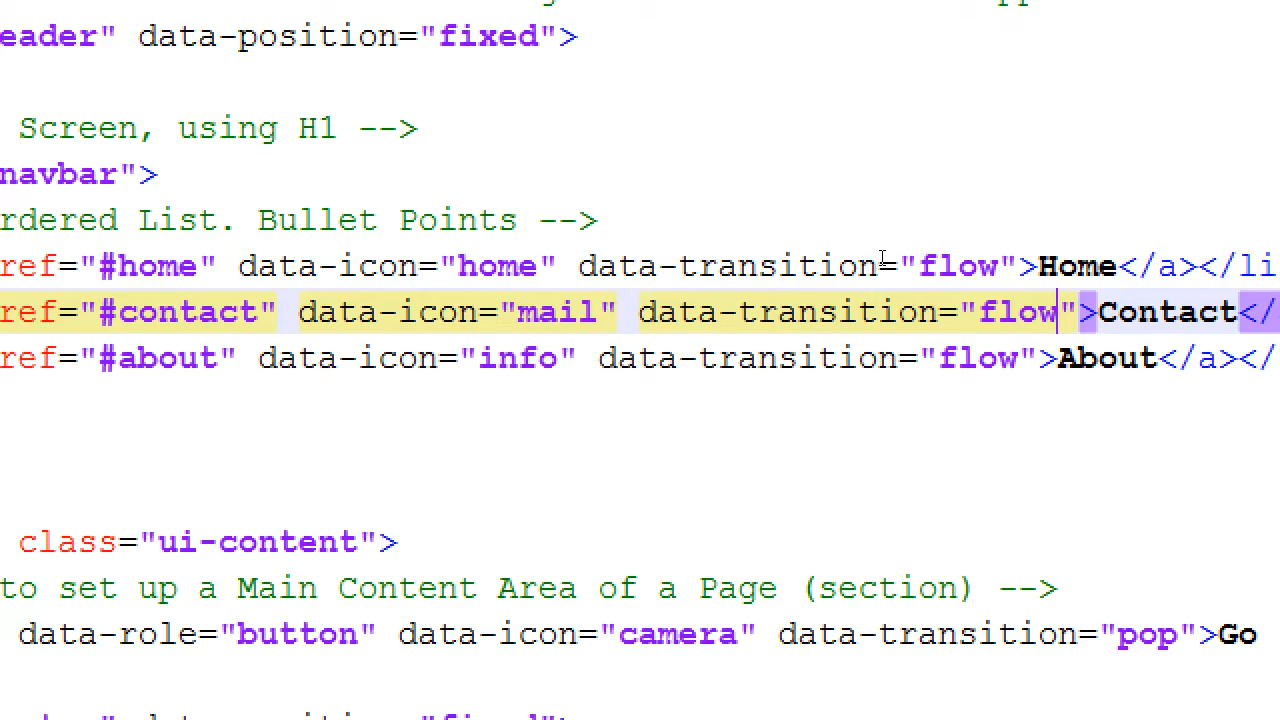 eader" data-position="fixed">
Screen, using H1 -->
navbar">
rdered List. Bullet Points -->
ref="#home" data-icon="home" data-transition="flow">Home</a></li
ref="#contact" data-icon="mail" data-transition="flow">Contact</
ref="#about" data-icon="info" data-transition="flow">About</a></
class="ui-content">
to set up a Main Content Area of a Page (section) -->
data-role="button" data-icon="camera" data-transition="pop">Go